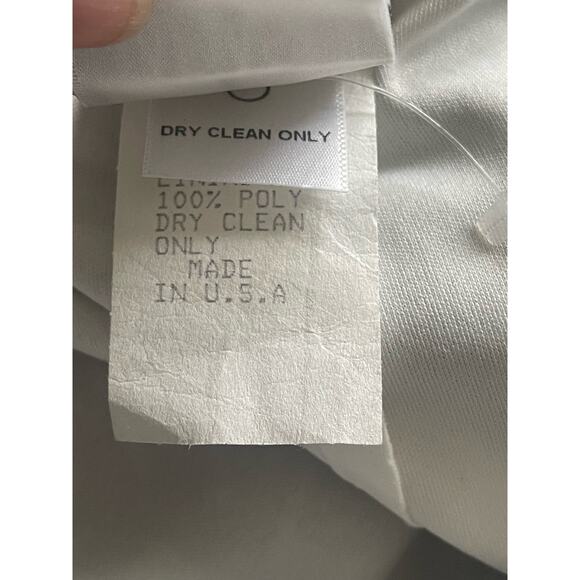 DRY CLEAN ONLY
100% POLY
DRY CLEAN
ONLY
MADE
IN U.S.A